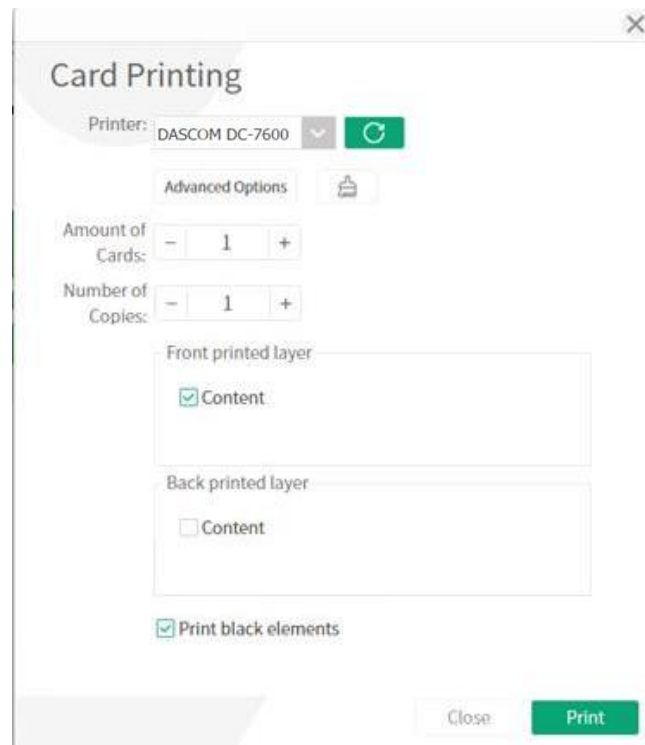 Card Printing
Printer: DASCOM DC-7600
Advanced Options
Amount of
Cards: - 1 +
Number of
Copies: - 1 +
Front printed layer
Content
Back printed layer
Content
Print black elements
Close Print